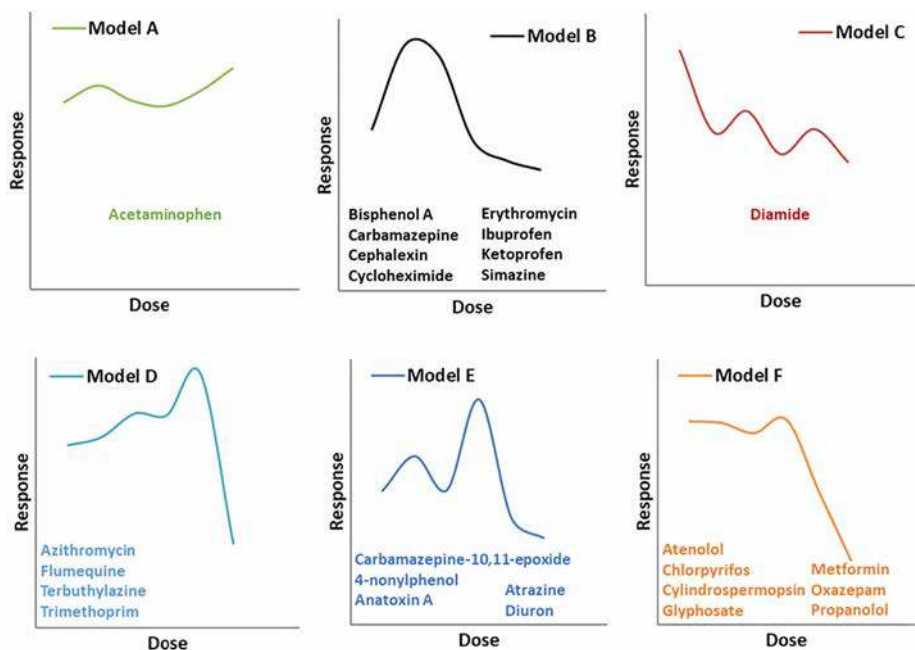 Model A
Response
Acetaminophen
Dose
Model B
Response
Bisphenol A
Carbamazepine
Cephalexin
Cycloheximide
Erythromycin
Ibuprofen
Ketoprofen
Simazine
Dose
Model C
Response
Diamide
Dose
Model D
Response
Azithromycin
Flumequine
Terbuthylazine
Trimethoprim
Dose
Model E
Response
Carbamazepine-10,11-epoxide
4-nonylphenol
Anatoxin A
Atrazine
Diuron
Dose
Model F
Response
Atenolol
Chlorpyrifos
Cylindrospermopsin
Glyphosate
Metformin
Oxazepam
Propanolol
Dose